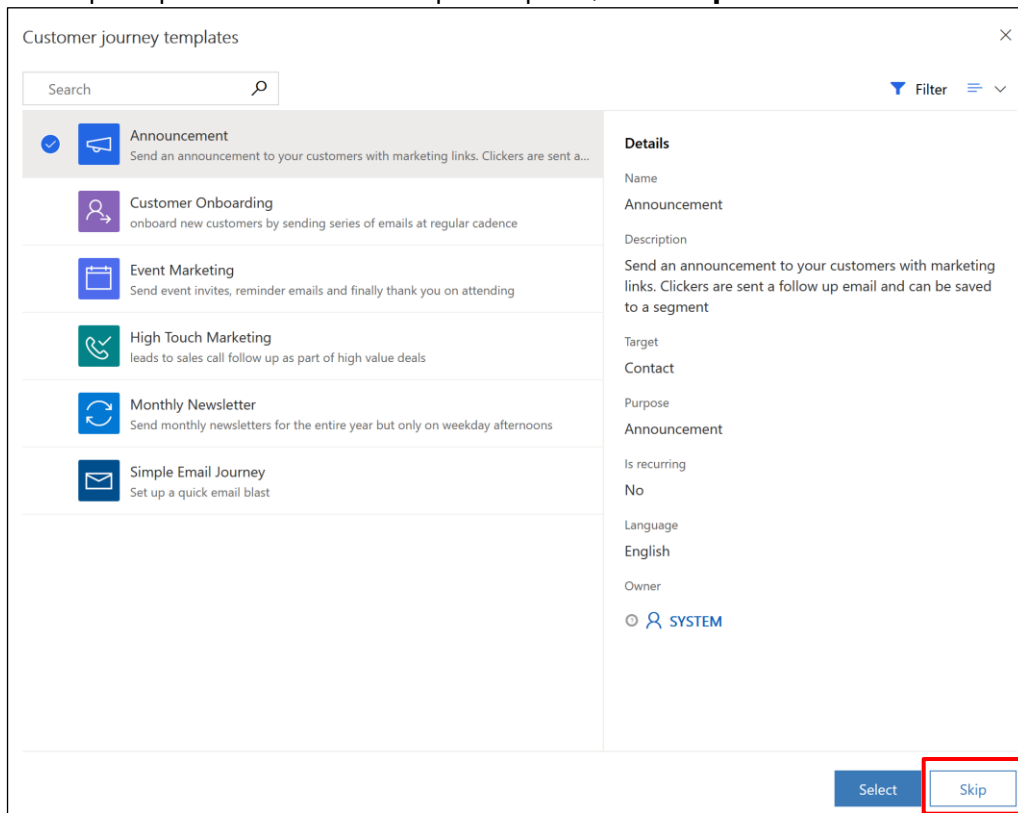 Customer journey templates
Search
Filter
Announcement
Send an announcement to your customers with marketing links. Clickers are sent a...
Customer Onboarding
onboard new customers by sending series of emails at regular cadence
Event Marketing
Send event invites, reminder emails and finally thank you on attending
High Touch Marketing
leads to sales call follow up as part of high value deals
Monthly Newsletter
Send monthly newsletters for the entire year but only on weekday afternoons
Simple Email Journey
Set up a quick email blast
Details
Name
Announcement
Description
Send an announcement to your customers with marketing
links. Clickers are sent a follow up email and can be saved
to a segment
Target
Contact
Purpose
Announcement
Is recurring
No
Language
English
Owner
SYSTEM
Select
Skip